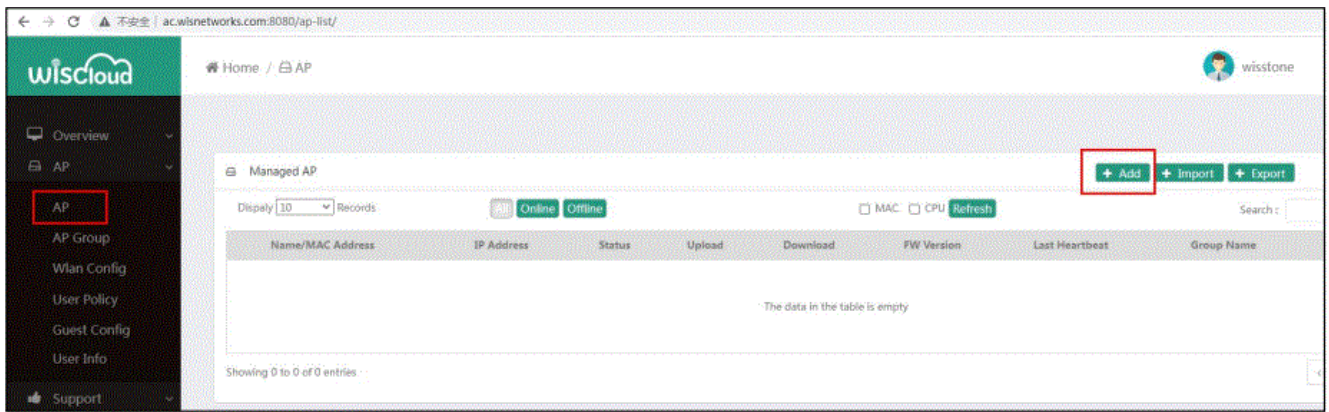 不安全 | ac.wisnetworks.com:8080/ap-list/
wiscloud
Home / AP
wisstone
Overview
AP
Managed AP
+ Add
+ Import
+ Export
AP
Dispaly 10 Records
All Online Offline
MAC CPU Refresh
Search :
AP Group
Name/MAC Address IP Address Status Upload Download FW Version Last Heartbeat Group Name
Wlan Config
User Policy
The data in the table is empty
Guest Config
User Info
Showing 0 to 0 of 0 entries
Support